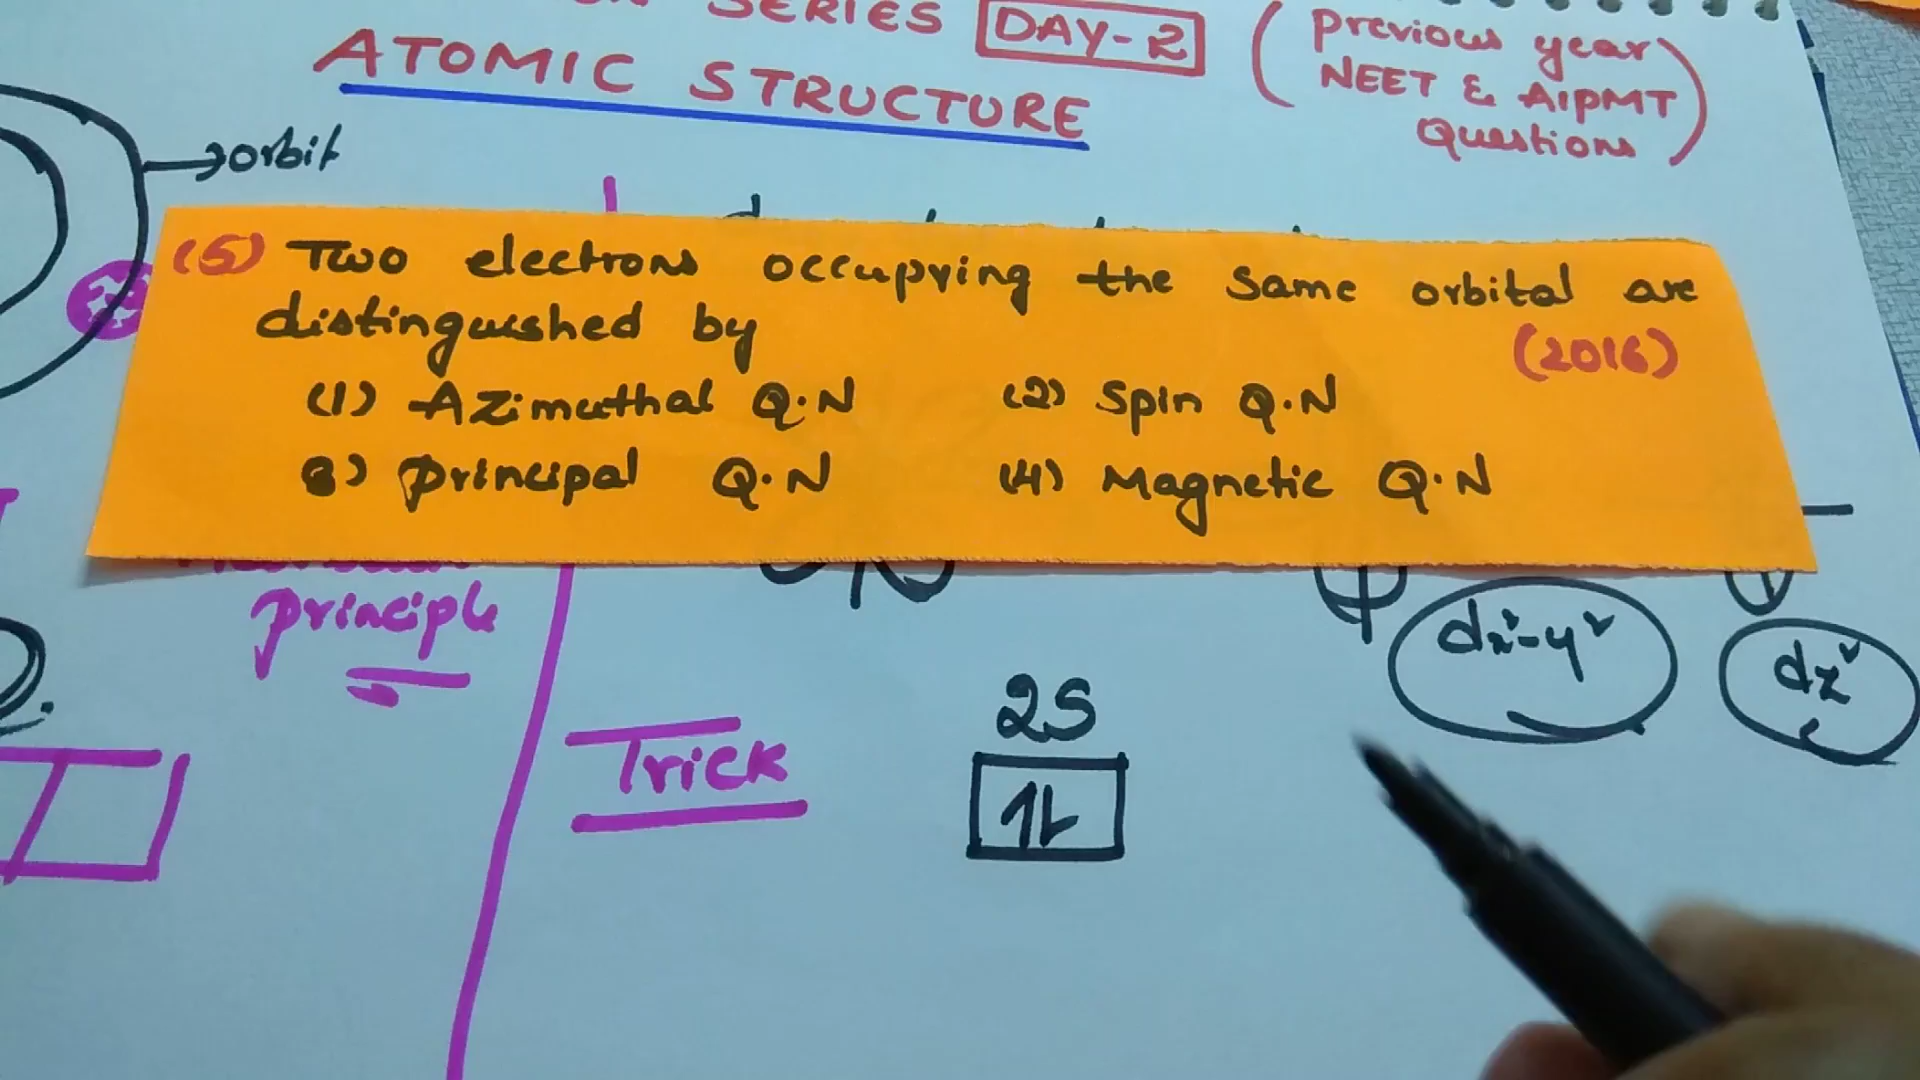 SERIES DAY-2
(Previous year
NEET & AIPMT
Questions)
ATOMIC STRUCTURE
→orbit
(5) Two electrons occupying the same orbital are
distinguished by
(2016)
(1) Azimuthal Q.N (2) Spin Q.N
3) Principal Q.N (4) Magnetic Q.N
principle
dx²-y²
dz²
2S
Trick
1L